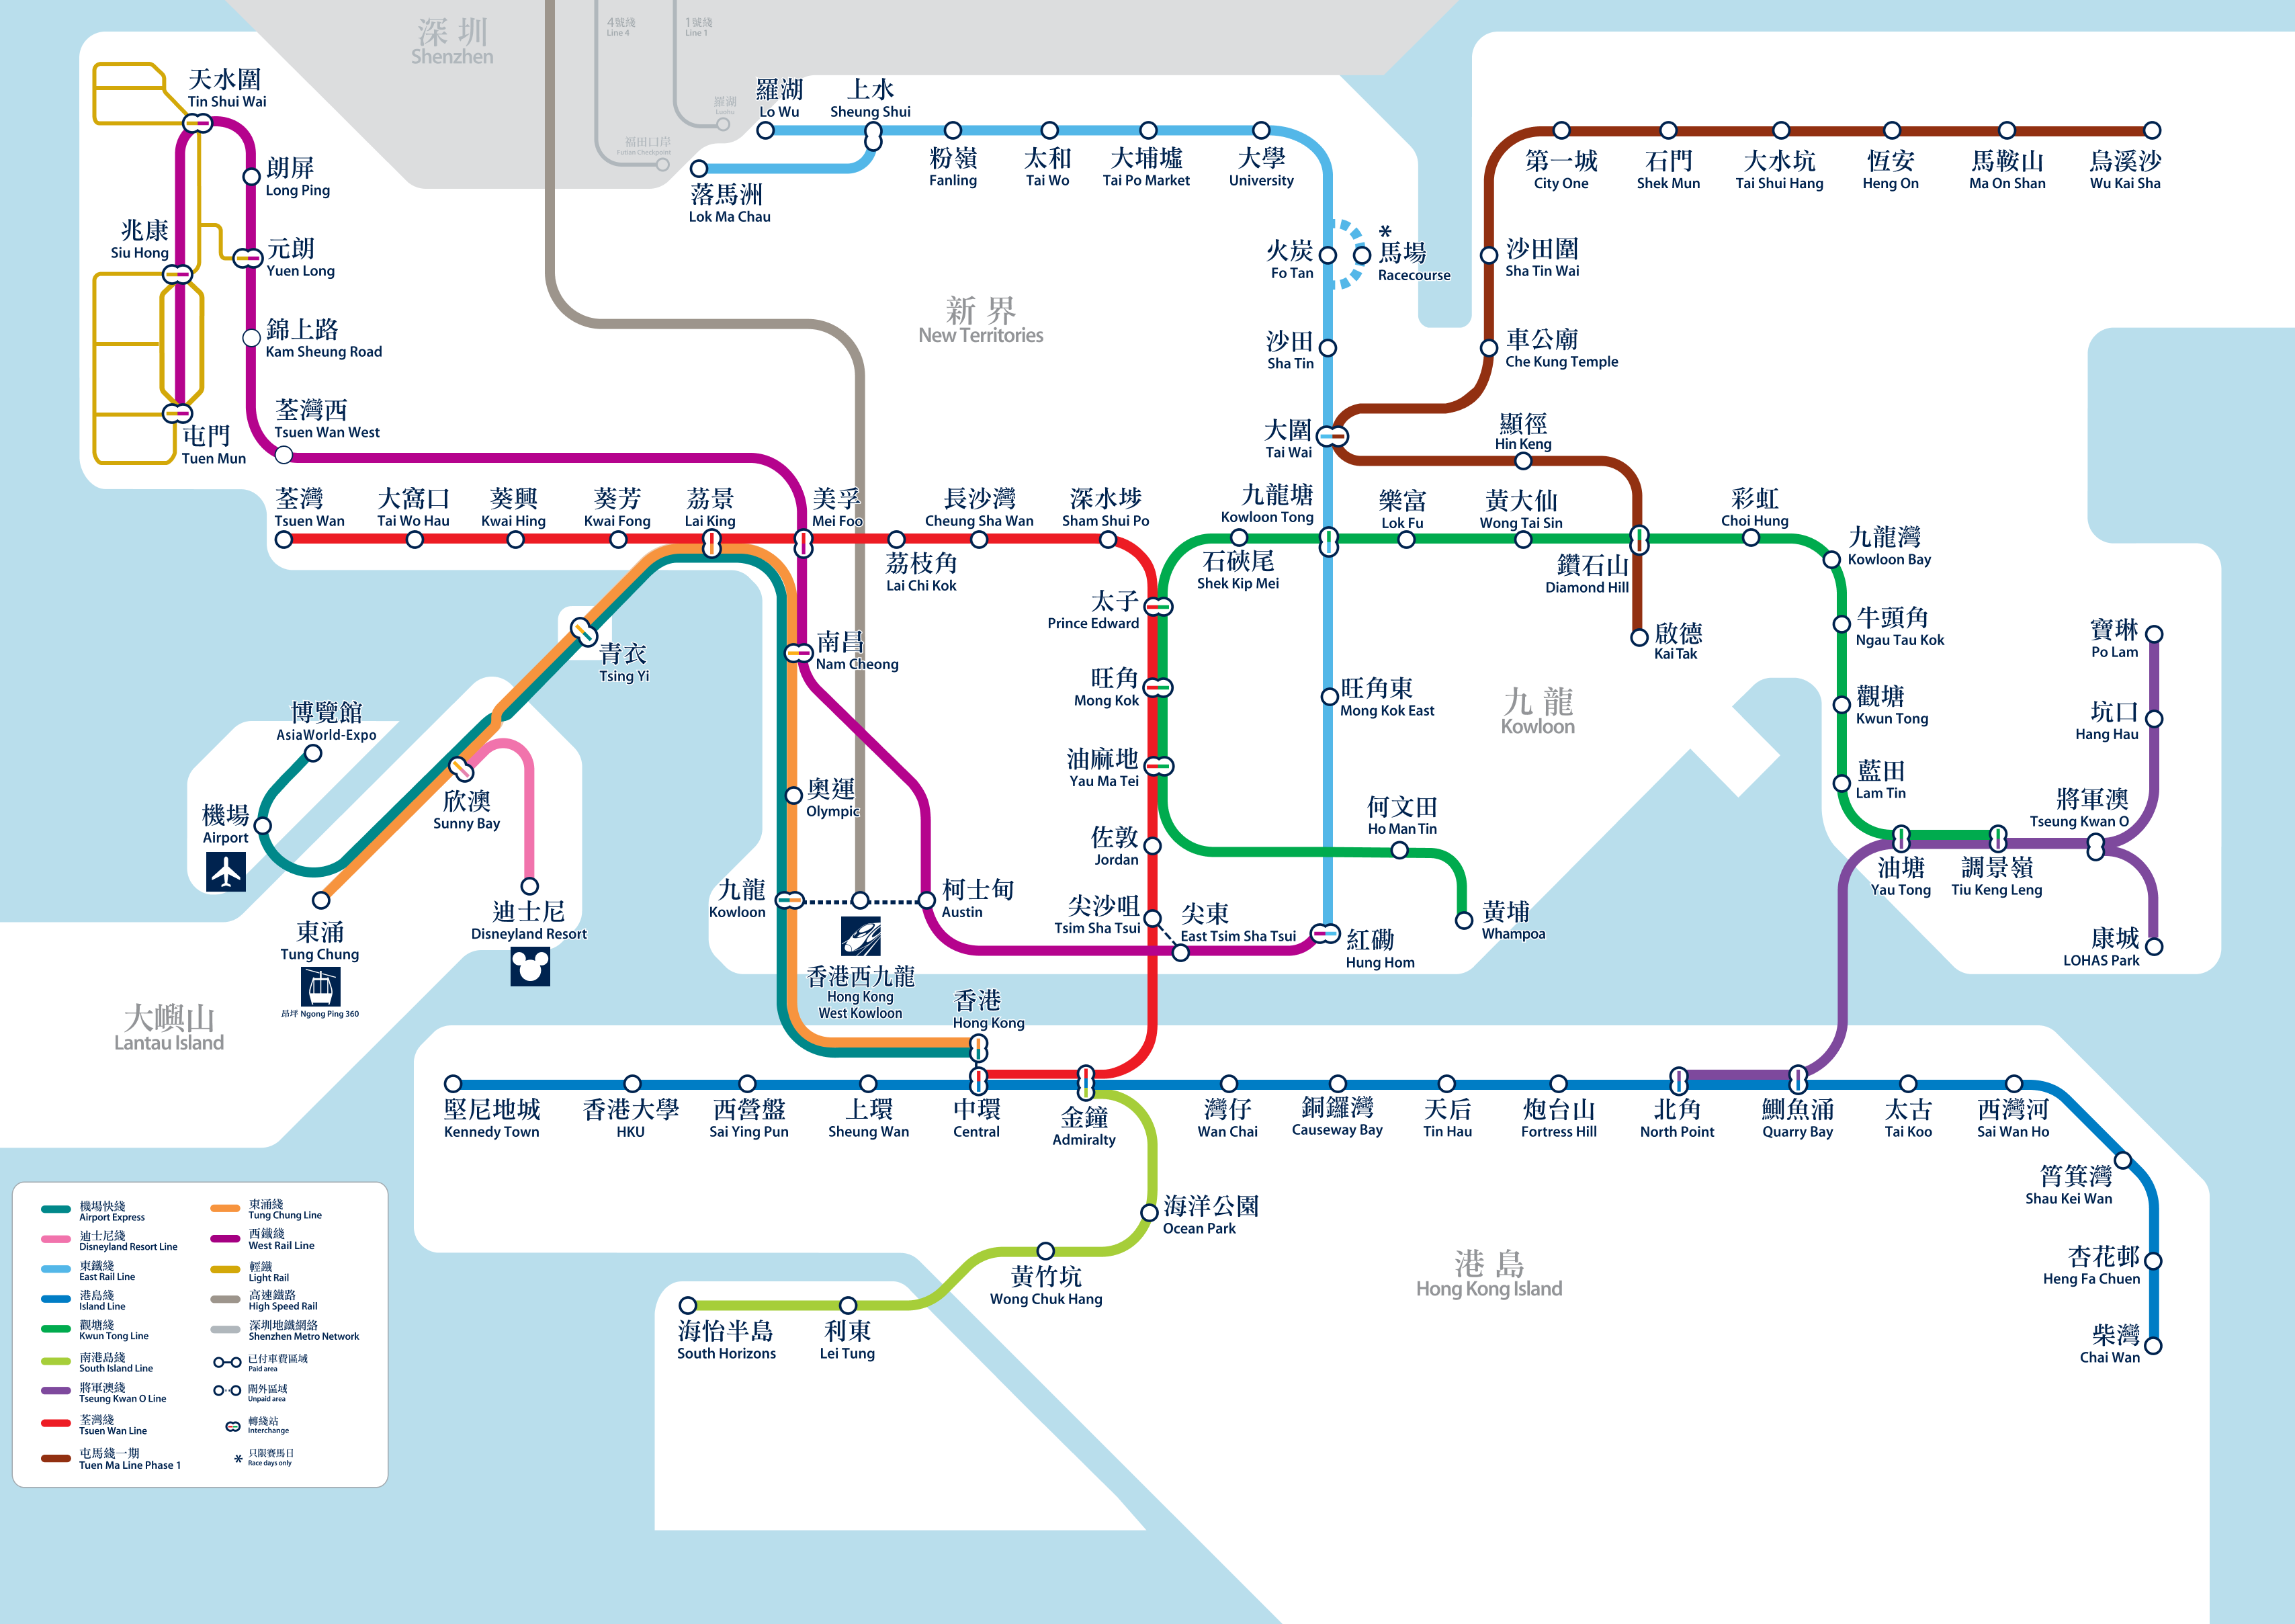 深圳
Shenzhen
4號綫
Line 4
1號綫
Line 1
羅湖
Luohu
福田口岸
Futian Checkpoint
天水圍
Tin Shui Wai
朗屏
Long Ping
兆康
Siu Hong
元朗
Yuen Long
錦上路
Kam Sheung Road
荃灣西
Tsuen Wan West
屯門
Tuen Mun
羅湖
Lo Wu
上水
Sheung Shui
落馬洲
Lok Ma Chau
粉嶺
Fanling
太和
Tai Wo
大埔墟
Tai Po Market
大學
University
火炭
Fo Tan
*
馬場
Racecourse
沙田
Sha Tin
大圍
Tai Wai
第一城
City One
石門
Shek Mun
大水坑
Tai Shui Hang
恆安
Heng On
馬鞍山
Ma On Shan
烏溪沙
Wu Kai Sha
沙田圍
Sha Tin Wai
車公廟
Che Kung Temple
顯徑
Hin Keng
新界
New Territories
荃灣
Tsuen Wan
大窩口
Tai Wo Hau
葵興
Kwai Hing
葵芳
Kwai Fong
荔景
Lai King
美孚
Mei Foo
荔枝角
Lai Chi Kok
長沙灣
Cheung Sha Wan
深水埗
Sham Shui Po
石硤尾
Shek Kip Mei
九龍塘
Kowloon Tong
樂富
Lok Fu
黃大仙
Wong Tai Sin
鑽石山
Diamond Hill
彩虹
Choi Hung
九龍灣
Kowloon Bay
牛頭角
Ngau Tau Kok
觀塘
Kwun Tong
藍田
Lam Tin
油塘
Yau Tong
調景嶺
Tiu Keng Leng
將軍澳
Tseung Kwan O
寶琳
Po Lam
坑口
Hang Hau
康城
LOHAS Park
啟德
Kai Tak
太子
Prince Edward
旺角
Mong Kok
油麻地
Yau Ma Tei
佐敦
Jordan
尖沙咀
Tsim Sha Tsui
尖東
East Tsim Sha Tsui
旺角東
Mong Kok East
何文田
Ho Man Tin
黃埔
Whampoa
紅磡
Hung Hom
九龍
Kowloon
青衣
Tsing Yi
南昌
Nam Cheong
奧運
Olympic
九龍
Kowloon
柯士甸
Austin
香港西九龍
Hong Kong
West Kowloon
博覽館
AsiaWorld-Expo
機場
Airport
欣澳
Sunny Bay
東涌
Tung Chung
昂坪 Ngong Ping 360
迪士尼
Disneyland Resort
大嶼山
Lantau Island
香港
Hong Kong
堅尼地城
Kennedy Town
香港大學
HKU
西營盤
Sai Ying Pun
上環
Sheung Wan
中環
Central
金鐘
Admiralty
灣仔
Wan Chai
銅鑼灣
Causeway Bay
天后
Tin Hau
炮台山
Fortress Hill
北角
North Point
鰂魚涌
Quarry Bay
太古
Tai Koo
西灣河
Sai Wan Ho
筲箕灣
Shau Kei Wan
杏花邨
Heng Fa Chuen
柴灣
Chai Wan
海洋公園
Ocean Park
黃竹坑
Wong Chuk Hang
利東
Lei Tung
海怡半島
South Horizons
港島
Hong Kong Island
機場快綫
Airport Express
迪士尼綫
Disneyland Resort Line
東鐵綫
East Rail Line
港島綫
Island Line
觀塘綫
Kwun Tong Line
南港島綫
South Island Line
將軍澳綫
Tseung Kwan O Line
荃灣綫
Tsuen Wan Line
屯馬綫一期
Tuen Ma Line Phase 1
東涌綫
Tung Chung Line
西鐵綫
West Rail Line
輕鐵
Light Rail
高速鐵路
High Speed Rail
深圳地鐵網絡
Shenzhen Metro Network
已付車費區域
Paid area
閘外區域
Unpaid area
轉綫站
Interchange
* 只限賽馬日
Race days only